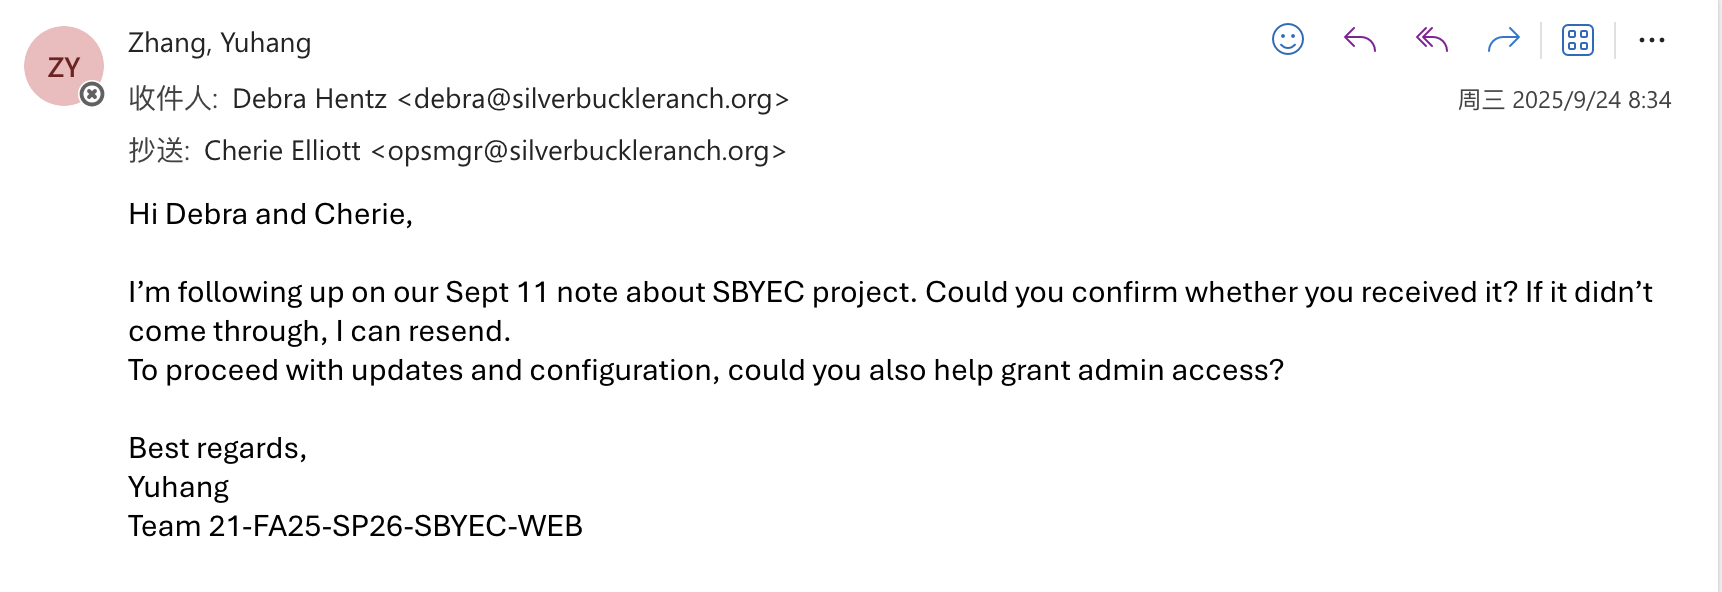 ZY
Zhang, Yuhang
收件人: Debra Hentz <debra@silverbuckleranch.org>
周三 2025/9/24 8:34
抄送: Cherie Elliott <opsmgr@silverbuckleranch.org>
Hi Debra and Cherie,
I’m following up on our Sept 11 note about SBYEC project. Could you confirm whether you received it? If it didn’t
come through, I can resend.
To proceed with updates and configuration, could you also help grant admin access?
Best regards,
Yuhang
Team 21-FA25-SP26-SBYEC-WEB